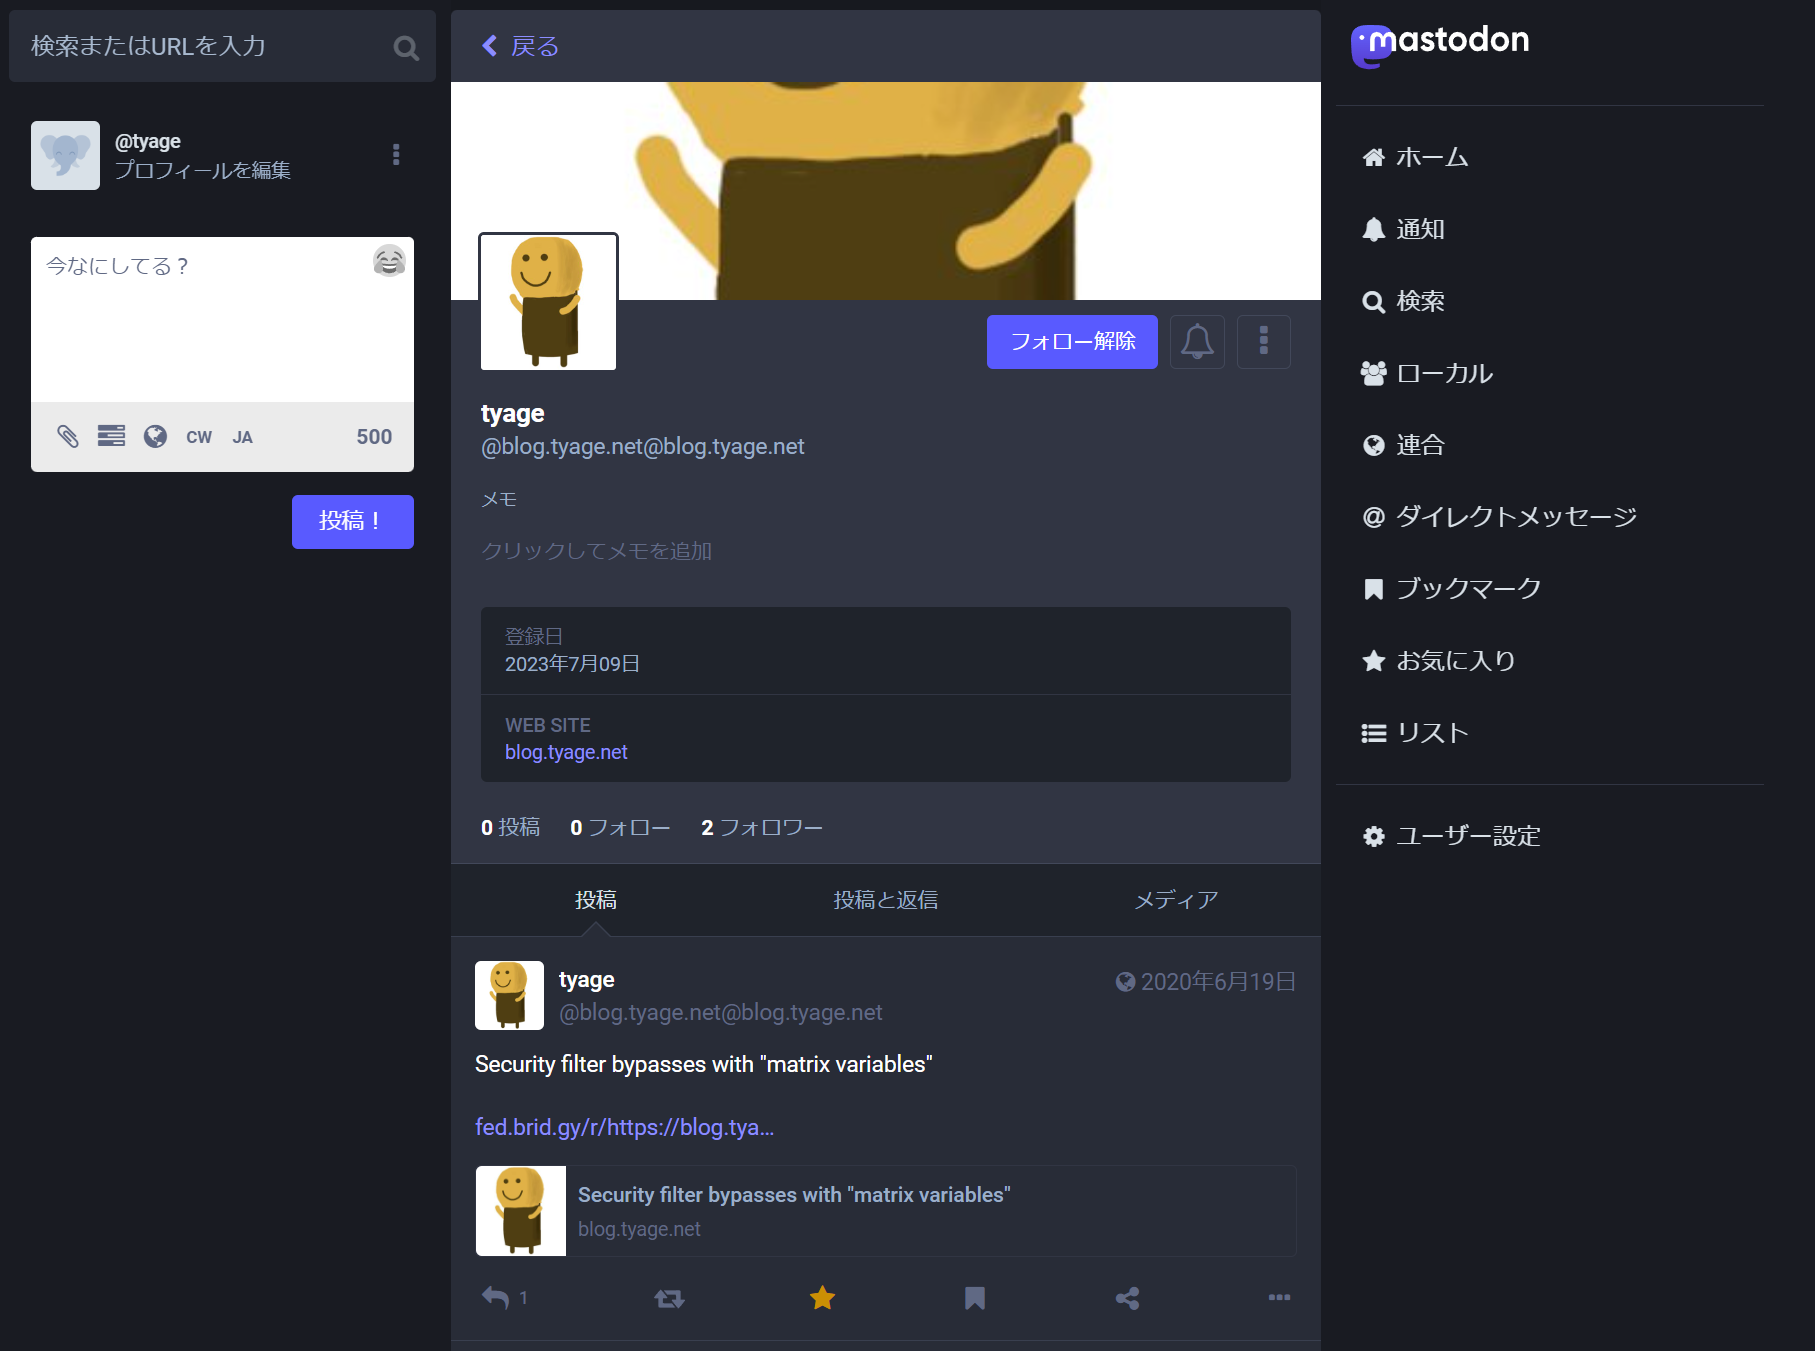 検索またはURLを入力
@tyage
プロフィールを編集
今なにしてる？
CW JA 500
投稿！
戻る
フォロー解除
tyage
@blog.tyage.net@blog.tyage.net
メモ
クリックしてメモを追加
登録日
2023年7月09日
WEB SITE
blog.tyage.net
0 投稿 0 フォロー 2 フォロワー
投稿 投稿と返信 メディア
tyage
2020年6月19日
@blog.tyage.net@blog.tyage.net
Security filter bypasses with "matrix variables"
fed.brid.gy/r/https://blog.tya…
Security filter bypasses with "matrix variables"
blog.tyage.net
1
mastodon
ホーム
通知
検索
ローカル
連合
@ ダイレクトメッセージ
ブックマーク
お気に入り
リスト
ユーザー設定